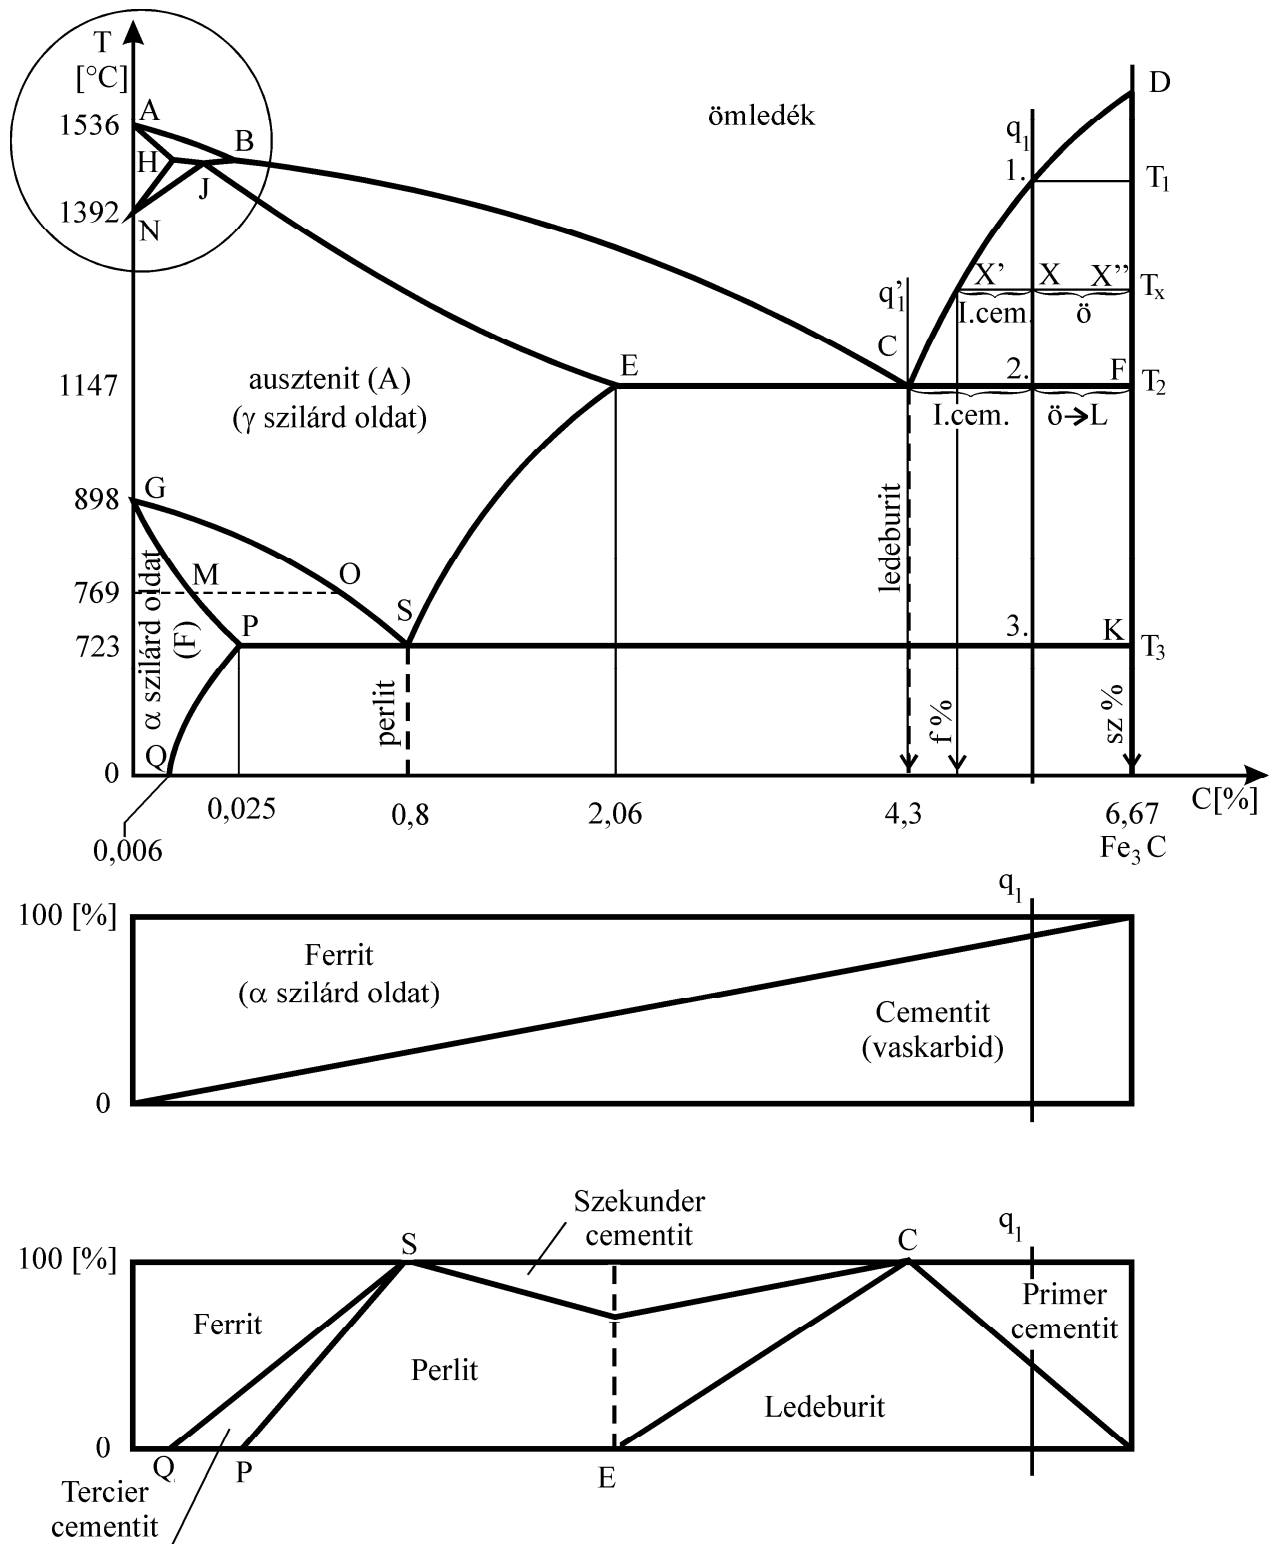 T
[°C]
1536
A
H
B
J
1392
N
ömledék
D
q₁
1.
T₁
X'
X
X"
Tₓ
I.cem.
ö
q₁'
C
E
1147
2.
F
T₂
ausztenit (A)
(γ szilárd oldat)
I.cem.
ö→L
898
G
α szilárd oldat
(F)
ledeburit
769
M
O
S
723
P
3.
K
T₃
perlit
f %
sz %
Q
0
C[%]
0,006
0,025
0,8
2,06
4,3
6,67
Fe₃ C
q₁
100 [%]
Ferrit
(α szilárd oldat)
Cementit
(vaskarbid)
0
Szekunder
cementit
q₁
100 [%]
S
C
Ferrit
Perlit
Ledeburit
Primer
cementit
0
Q
P
E
Tercier
cementit